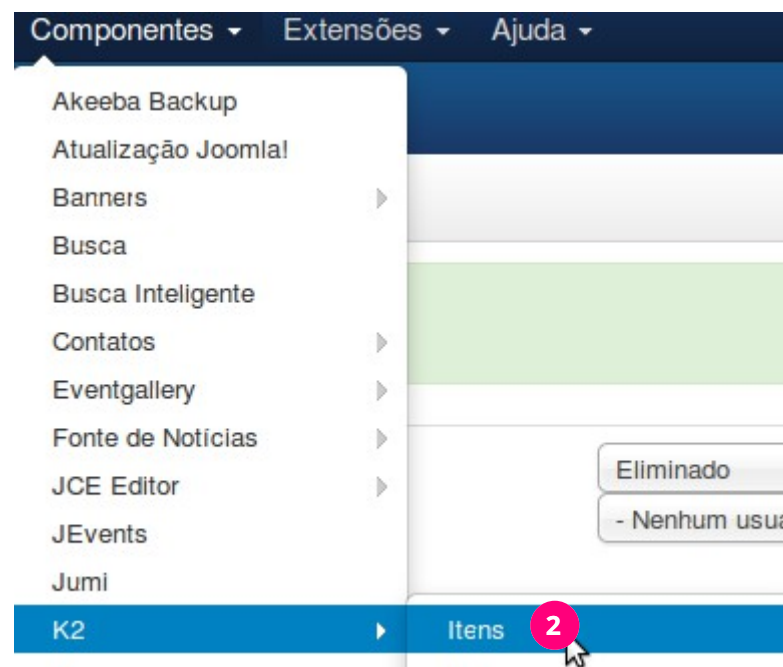 Componentes Extensões Ajuda
Akeeba Backup
Atualização Joomla!
Banners
Busca
Busca Inteligente
Contatos
Eventgallery
Fonte de Notícias
JCE Editor
JEvents
Jumi
K2
Itens 2
Eliminado
- Nenhum usua